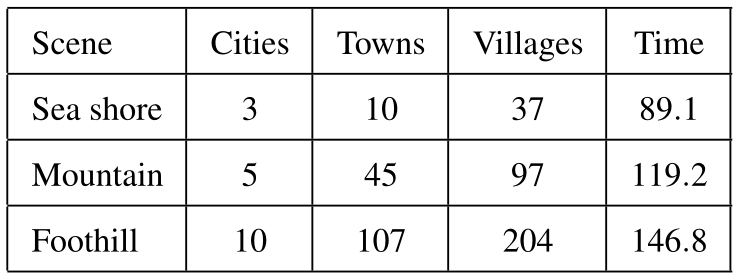 Scene Cities Towns Villages Time
Sea shore 3 10 37 89.1
Mountain 5 45 97 119.2
Foothill 10 107 204 146.8